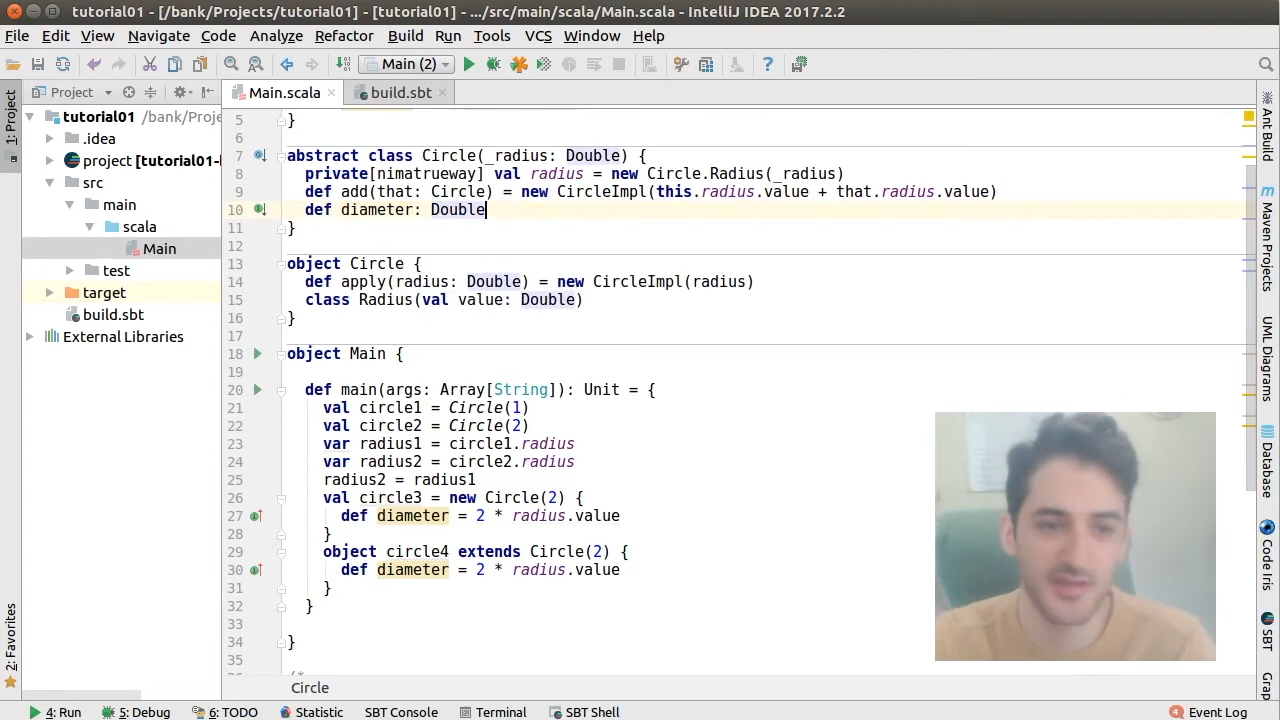 tutorial01 - [/bank/Projects/tutorial01] - [tutorial01] - .../src/main/scala/Main.scala - IntelliJ IDEA 2017.2.2
File Edit View Navigate Code Analyze Refactor Build Run Tools VCS Window Help
Main (2)
Project
Main.scala
build.sbt
1: Project
2: Favorites
tutorial01 /bank/Proje
.idea
project [tutorial01-
src
main
scala
Main
test
target
build.sbt
External Libraries
5 }
6
7 abstract class Circle(_radius: Double) {
8 private[nimatrueway] val radius = new Circle.Radius(_radius)
9 def add(that: Circle) = new CircleImpl(this.radius.value + that.radius.value)
10 def diameter: Double
11 }
12
13 object Circle {
14 def apply(radius: Double) = new CircleImpl(radius)
15 class Radius(val value: Double)
16 }
17
18 object Main {
19
20 def main(args: Array[String]): Unit = {
21 val circle1 = Circle(1)
22 val circle2 = Circle(2)
23 var radius1 = circle1.radius
24 var radius2 = circle2.radius
25 radius2 = radius1
26 val circle3 = new Circle(2) {
27 def diameter = 2 * radius.value
28 }
29 object circle4 extends Circle(2) {
30 def diameter = 2 * radius.value
31 }
32 }
33
34 }
35
Circle
Ant Build
Maven Projects
UML Diagrams
Database
Code Iris
SBT
Grap
4: Run
5: Debug
6: TODO
Statistic
SBT Console
Terminal
SBT Shell
4 Event Log